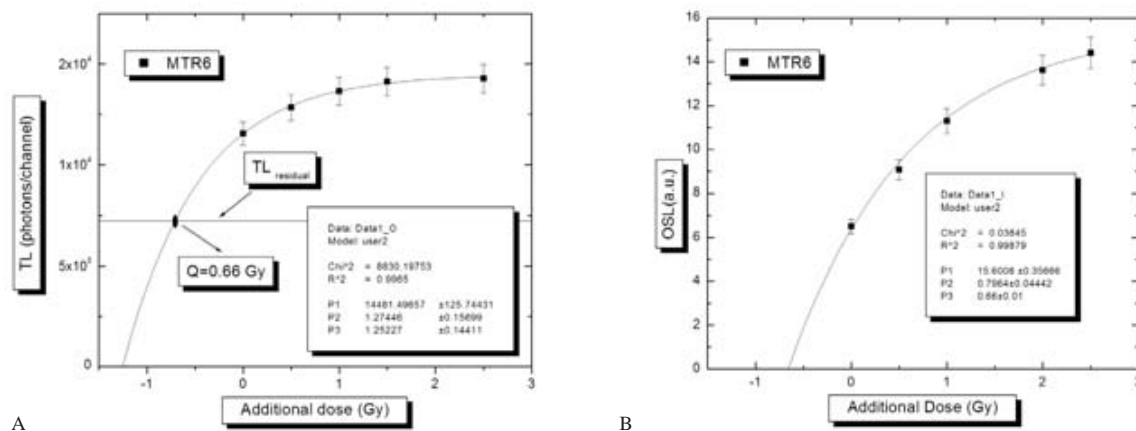 MTR6
2x10⁴
1x10⁴
5x10³
0
TL (photons/channel)
TL residual
Q=0.66 Gy
Data: Data1_O
Model: user2
Chi^2 = 8830.19753
R^2 = 0.9965
P1 14461.49657 ±125.74431
P2 1.27446 ±0.15699
P3 1.25227 ±0.14411
-1 0 1 2 3
Additional dose (Gy)
A
MTR6
16
14
12
10
8
6
4
2
0
OSL(a.u.)
Data: Data1_I
Model: user2
Chi^2 = 0.03645
R^2 = 0.99879
P1 15.6006 ±0.35666
P2 0.7964±0.04442
P3 0.66±0.01
-1 0 1 2 3
Additional Dose (Gy)
B